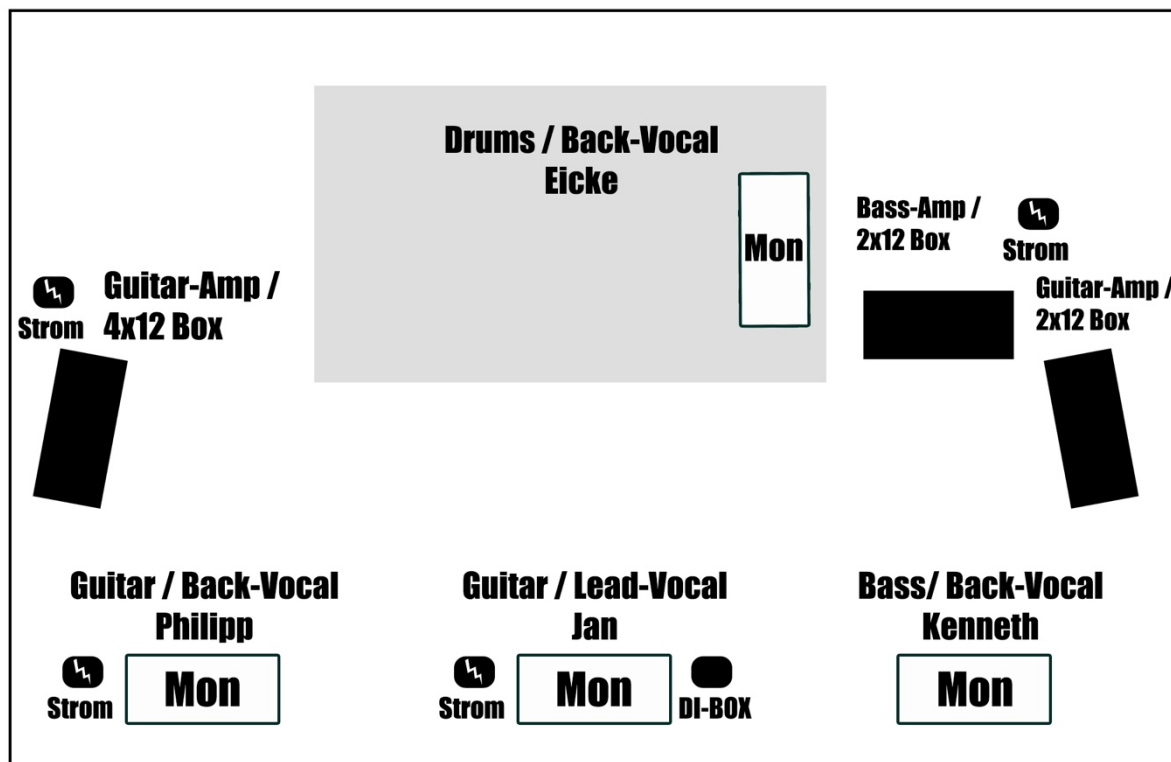 Drums / Back-Vocal
Eicke
Mon
Bass-Amp /
2x12 Box
Strom
Guitar-Amp /
4x12 Box
Strom
Guitar-Amp /
2x12 Box
Guitar / Back-Vocal
Philipp
Strom
Mon
Guitar / Lead-Vocal
Jan
Strom
Mon
DI-BOX
Bass/ Back-Vocal
Kenneth
Mon